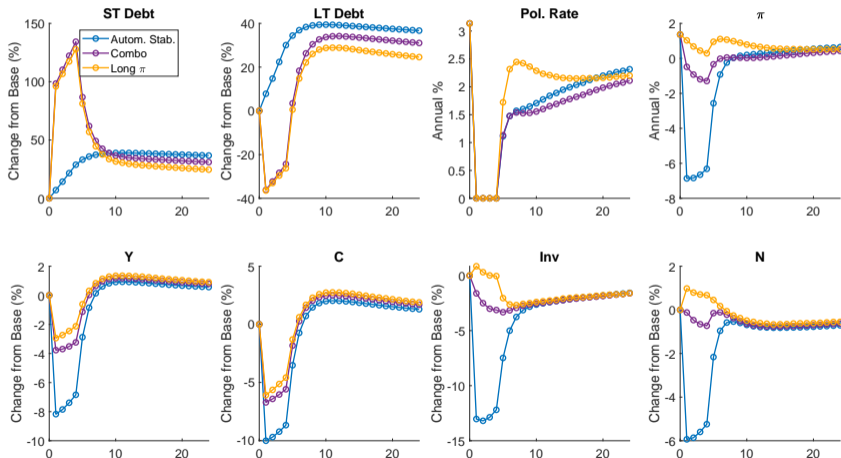 ST Debt
Change from Base (%)
150
100
50
0
0 10 20
Autom. Stab.
Combo
Long π
LT Debt
Change from Base (%)
40
20
0
-20
-40
0 10 20
Pol. Rate
Annual %
3
2.5
2
1.5
1
0.5
0
0 10 20
π
Annual %
2
0
-2
-4
-6
-8
0 10 20
Y
Change from Base (%)
2
0
-2
-4
-6
-8
-10
0 10 20
C
Change from Base (%)
5
0
-5
-10
0 10 20
Inv
Change from Base (%)
0
-5
-10
-15
0 10 20
N
Change from Base (%)
2
0
-2
-4
-6
0 10 20